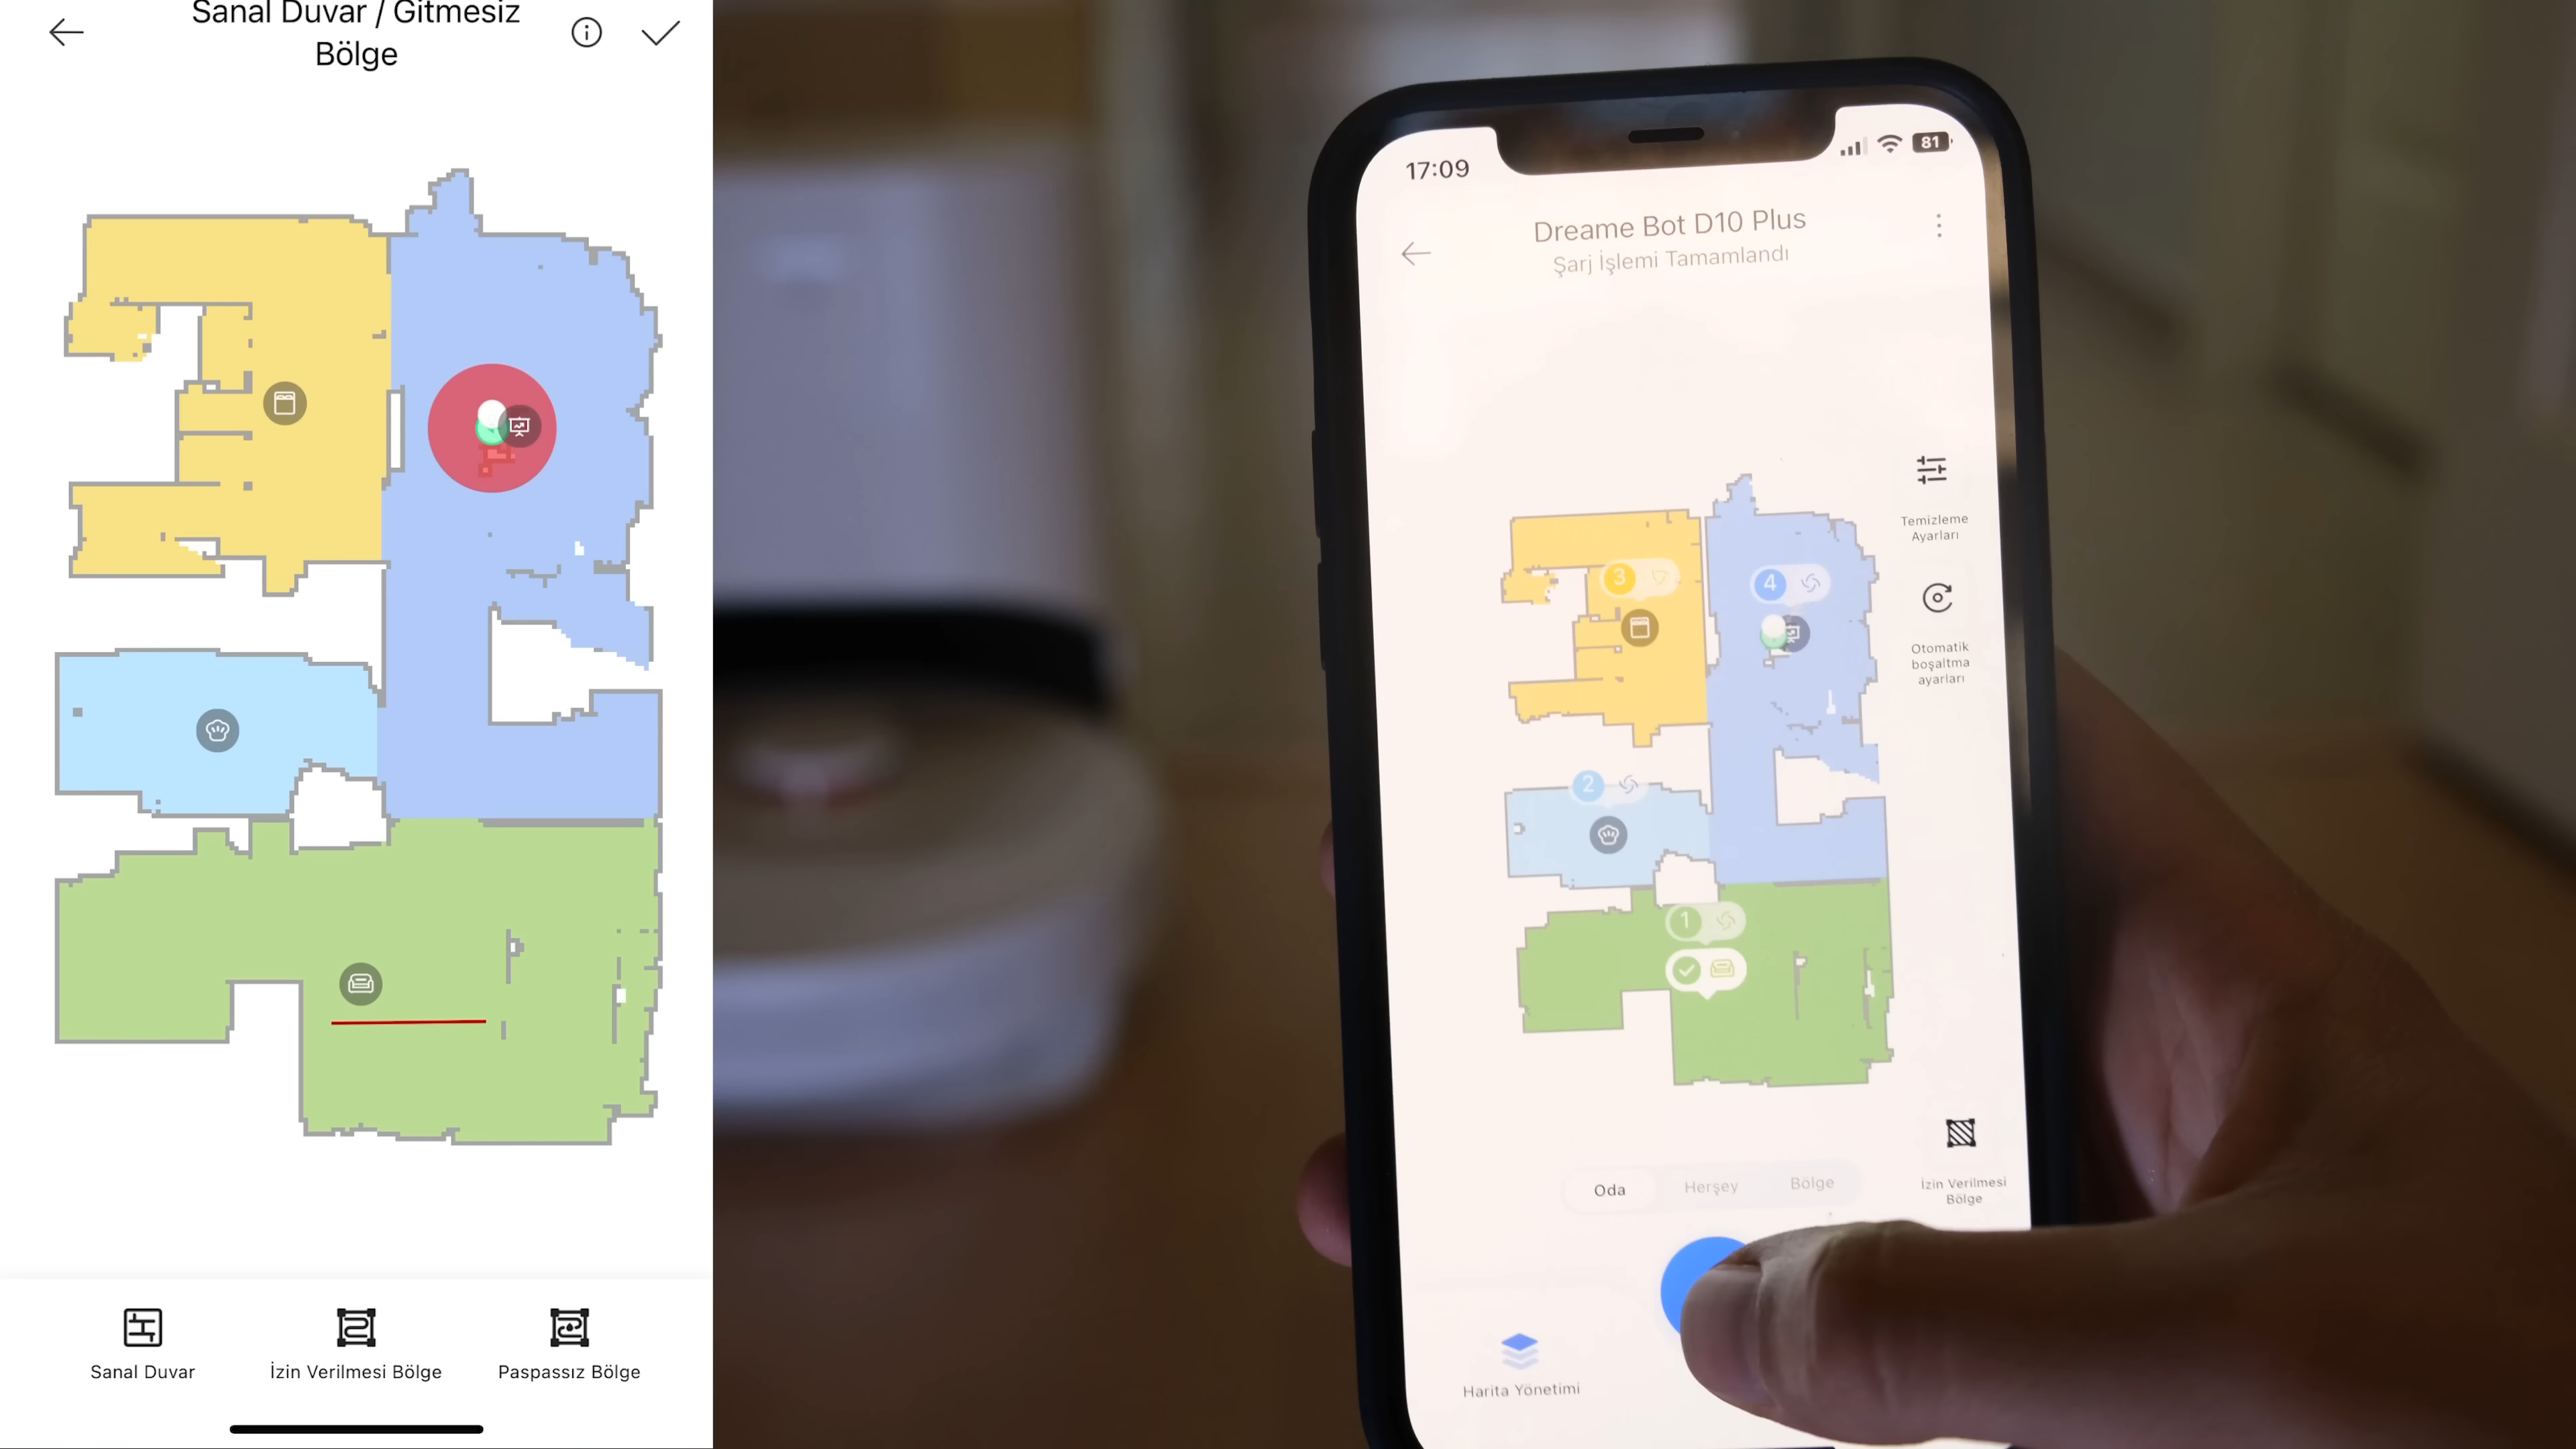 Sanal Duvar / Gitmesiz
Bölge
Sanal Duvar
İzin Verilmesi Bölge
Paspassız Bölge
17:09
81
Dreame Bot D10 Plus
Şarj İşlemi Tamamlandı
Temizleme
Ayarları
Otomatik
boşaltma
ayarları
3
4
2
1
İzin Verilmesi
Bölge
Oda
Herşey
Bölge
Harita Yönetimi